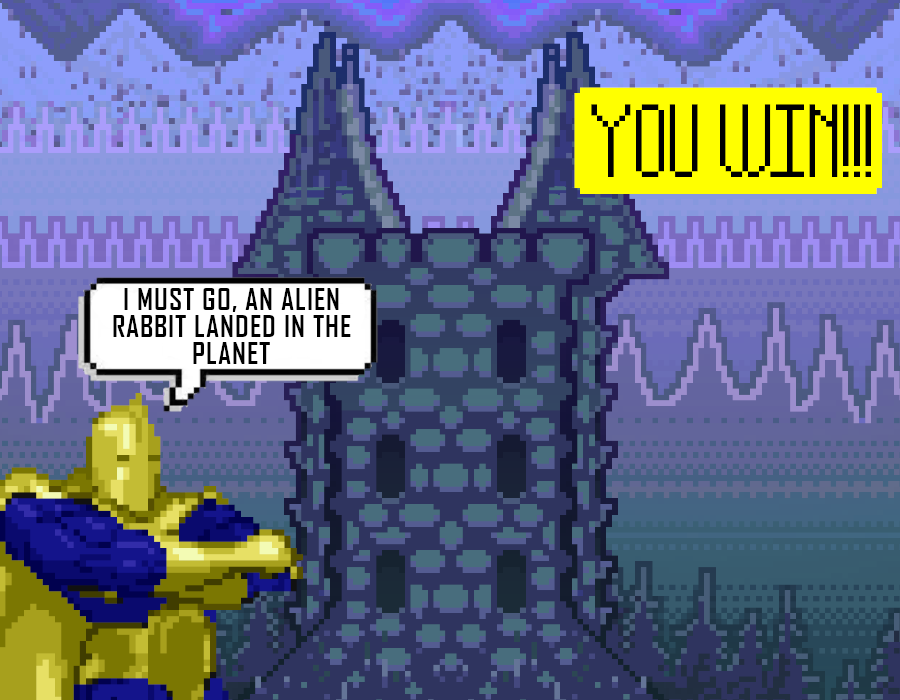 YOU WIN!!!
I MUST GO, AN ALIEN
RABBIT LANDED IN THE
PLANET